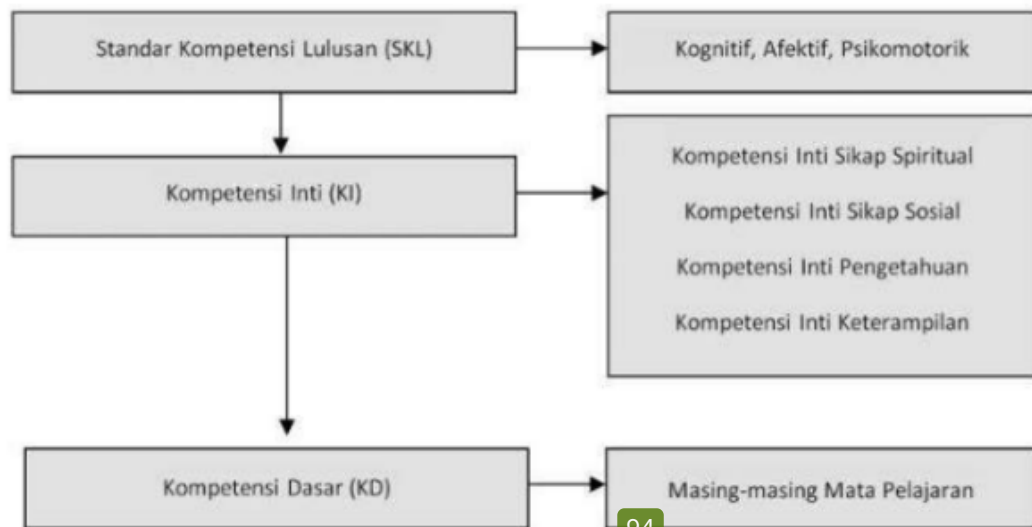 Standar Kompetensi Lulusan (SKL)
Kognitif, Afektif, Psikomotorik
Kompetensi Inti (KI)
Kompetensi Inti Sikap Spiritual
Kompetensi Inti Sikap Sosial
Kompetensi Inti Pengetahuan
Kompetensi Inti Keterampilan
Kompetensi Dasar (KD)
Masing-masing Mata Pelajaran
94